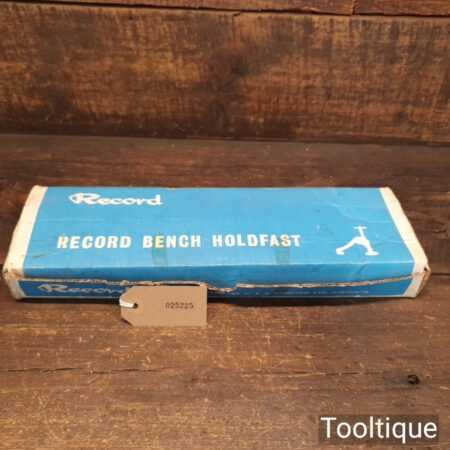 Record
RECORD BENCH HOLDFAST
Record
025225
Tooltique